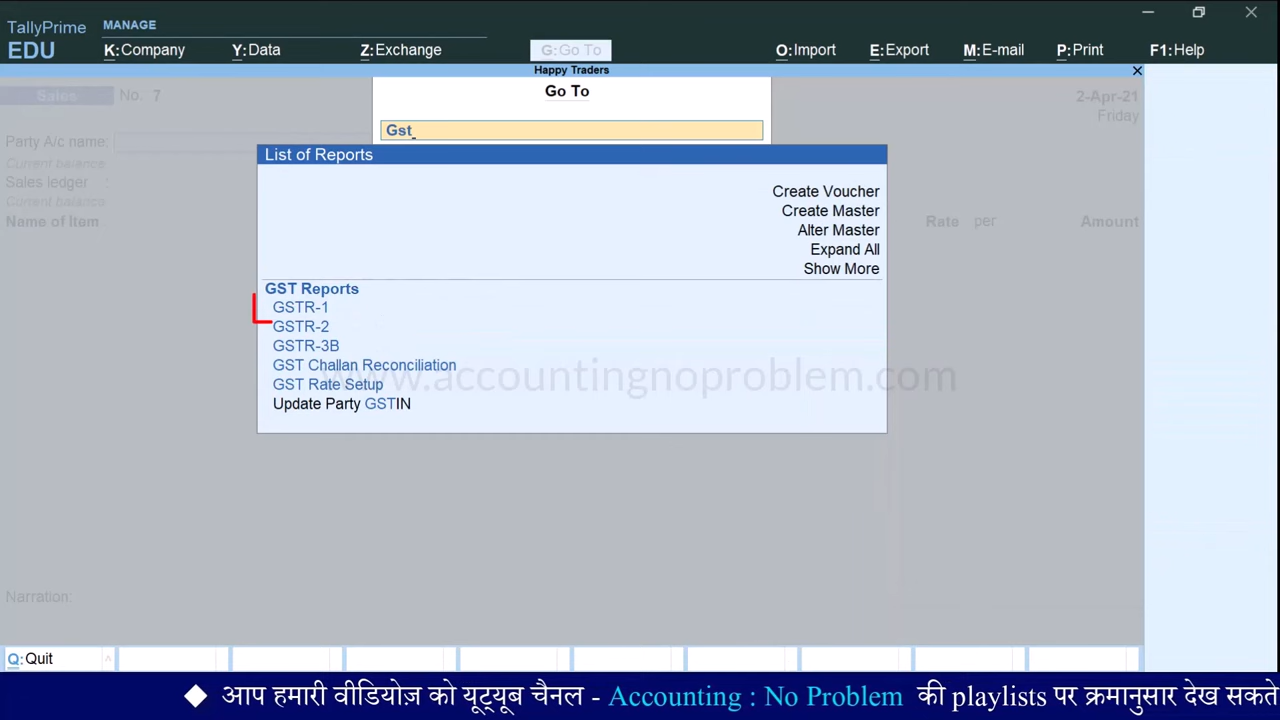 TallyPrime
MANAGE
EDU
K:Company
Y:Data
Z:Exchange
G:Go To
O:Import
E:Export
M:E-mail
P:Print
F1:Help
Happy Traders
Sales No. 7
2-Apr-21
Friday
Go To
Gst
Party A/c name:
Current balance
Sales ledger :
Current balance
Name of Item
Rate per
Amount
List of Reports
Create Voucher
Create Master
Alter Master
Expand All
Show More
GST Reports
GSTR-1
GSTR-2
GSTR-3B
GST Challan Reconciliation
GST Rate Setup
Update Party GSTIN
www.accountingnoproblem.com
Narration:
Q:Quit
◆ आप हमारी वीडियोज़ को यूट्यूब चैनल - Accounting : No Problem की playlists पर क्रमानुसार देख सकते